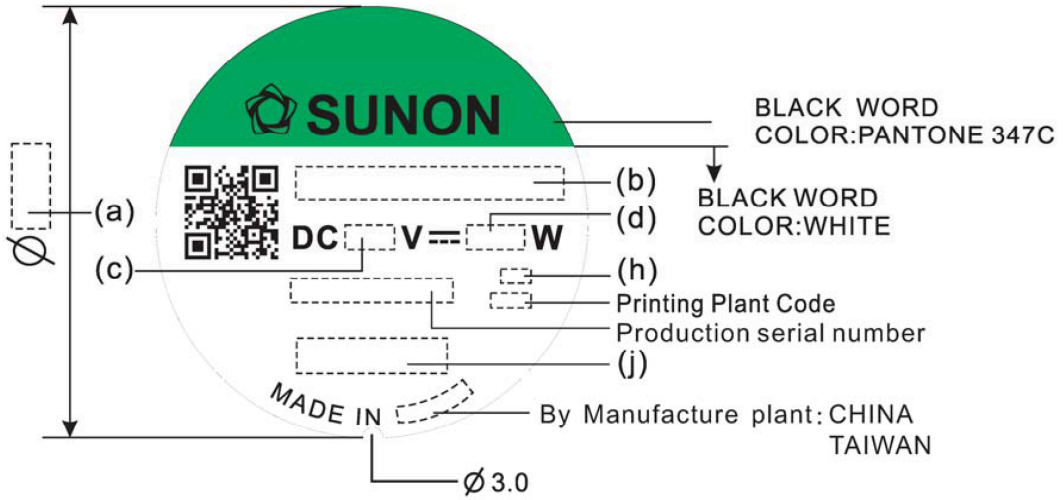 SUNON
BLACK WORD
COLOR:PANTONE 347C
(a)
(b)
BLACK WORD
COLOR:WHITE
DC V W
(d)
Ø
(c)
(h)
Printing Plant Code
Production serial number
(j)
MADE IN
By Manufacture plant: CHINA
TAIWAN
Ø 3.0